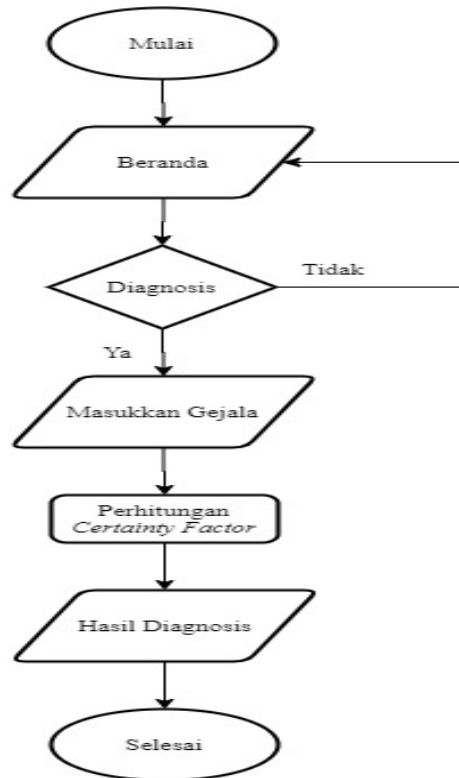 Mulai
Beranda
Diagnosis
Tidak
Ya
Masukkan Gejala
Perhitungan
Certainty Factor
Hasil Diagnosis
Selesai